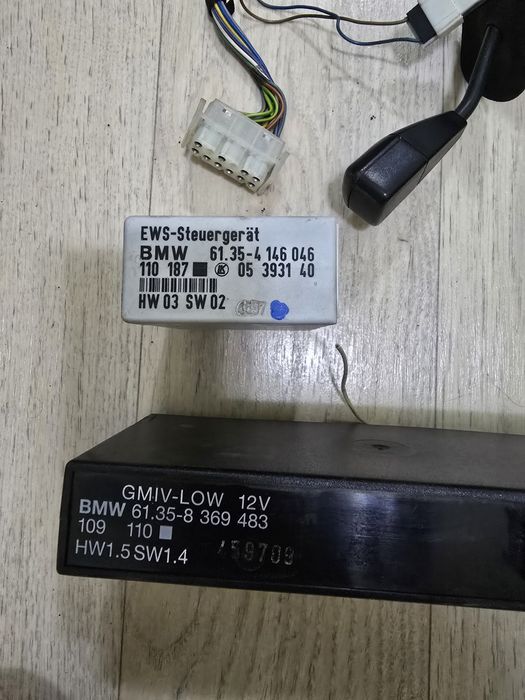 EWS-Steuergerät
BMW 61.35-4 146 046
110 187 05 3931 40
HW 03 SW 02
GMIV-LOW 12V
BMW 61.35-8 369 483
109 110
HW1.5 SW1.4